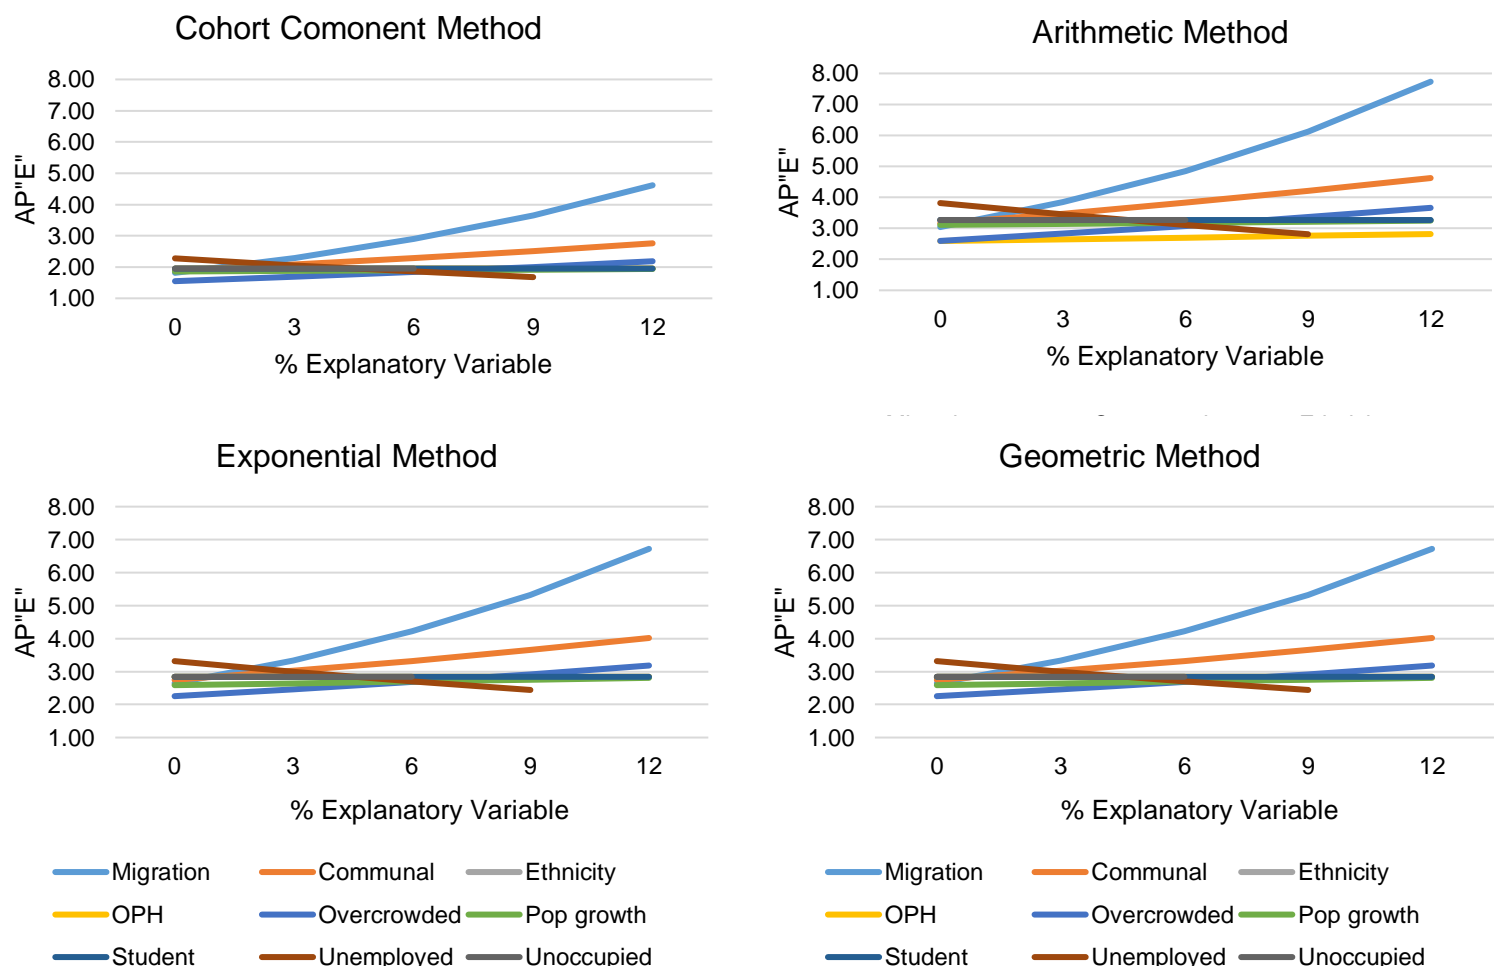 Cohort Comonent Method
8.00
7.00
6.00
5.00
4.00
3.00
2.00
1.00
AP"E"
0 3 6 9 12
% Explanatory Variable
Arithmetic Method
8.00
7.00
6.00
5.00
4.00
3.00
2.00
1.00
AP"E"
0 3 6 9 12
% Explanatory Variable
Exponential Method
8.00
7.00
6.00
5.00
4.00
3.00
2.00
1.00
AP"E"
0 3 6 9 12
% Explanatory Variable
Migration Communal Ethnicity
OPH Overcrowded Pop growth
Student Unemployed Unoccupied
Geometric Method
8.00
7.00
6.00
5.00
4.00
3.00
2.00
1.00
AP"E"
0 3 6 9 12
% Explanatory Variable
Migration Communal Ethnicity
OPH Overcrowded Pop growth
Student Unemployed Unoccupied